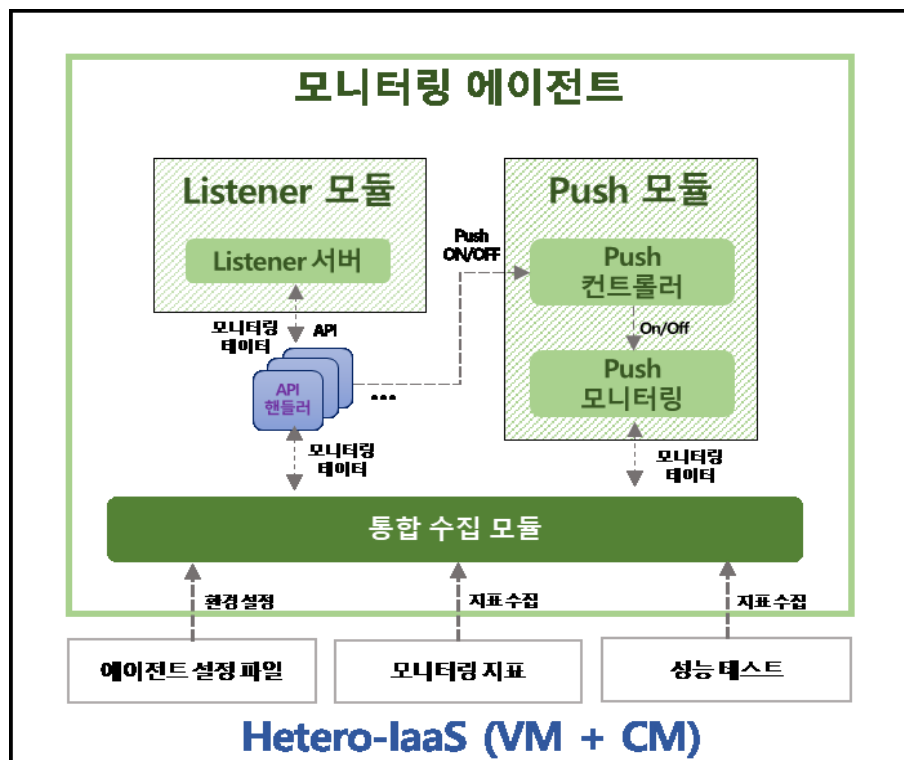 모니터링 에이전트
Listener 모듈
Listener 서버
Push 모듈
Push
ON/OFF
Push
컨트롤러
On/Off
Push
모니터링
모니터링
데이터
API
API
핸들러
...
모니터링
데이터
모니터링
데이터
통합 수집 모듈
환경 설정
지표 수집
지표 수집
에이전트 설정 파일
모니터링 지표
성능 테스트
Hetero-IaaS (VM + CM)